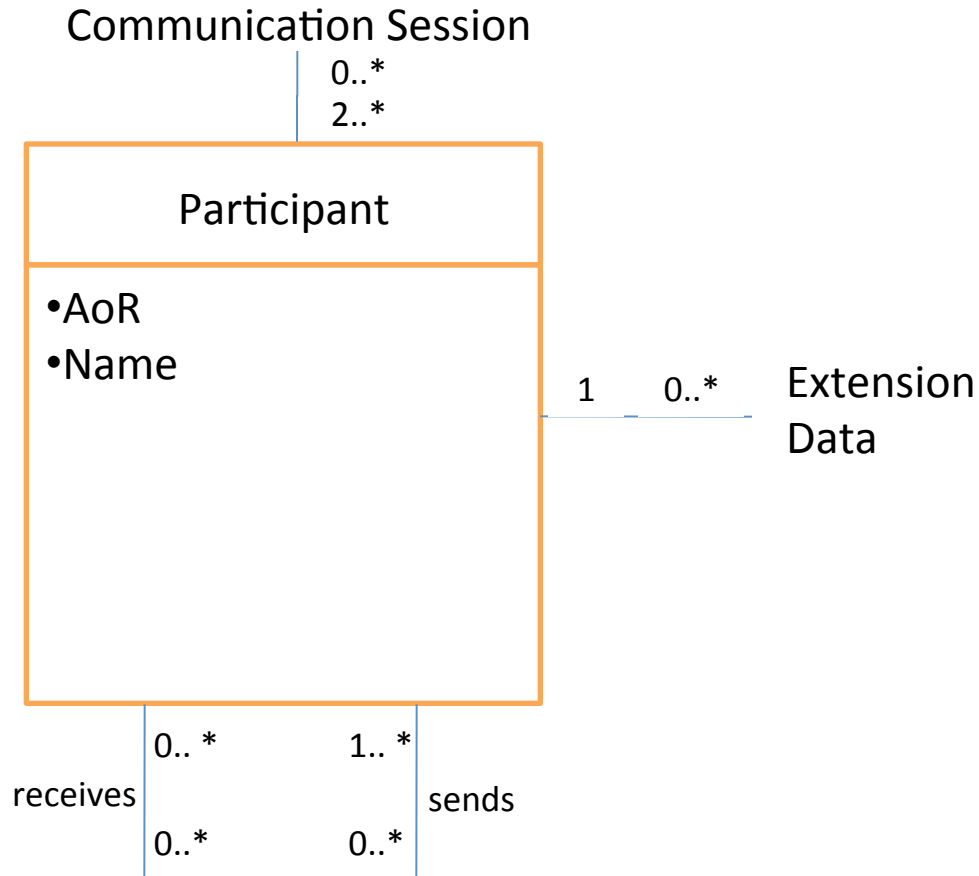 Communication Session
0..*
2..*
Participant
•AoR
•Name
1 0..*
Extension
Data
0.. * 1.. *
receives sends
0..* 0..*